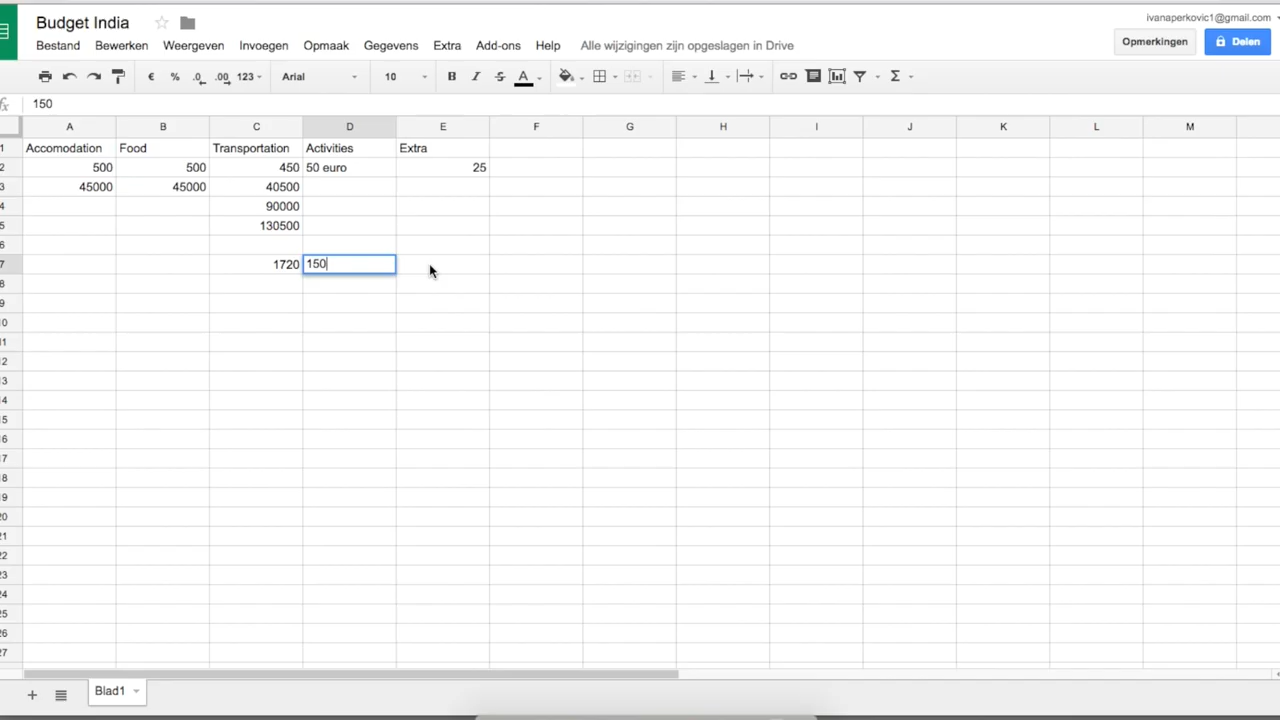 Budget India
ivanaperkovic1@gmail.com
Bestand Bewerken Weergeven Invoegen Opmaak Gegevens Extra Add-ons Help Alle wijzigingen zijn opgeslagen in Drive
Opmerkingen Delen
€ % .0 .00 123 Arial 10 B I S A Σ
fx 150
A B C D E F G H I J K L M
1 Accomodation Food Transportation Activities Extra
2 500 500 450 50 euro 25
3 45000 45000 40500
4 90000
5 130500
6
7 1720 150
8
9
10
11
12
13
14
15
16
17
18
19
20
21
22
23
24
25
26
27
+ Blad1